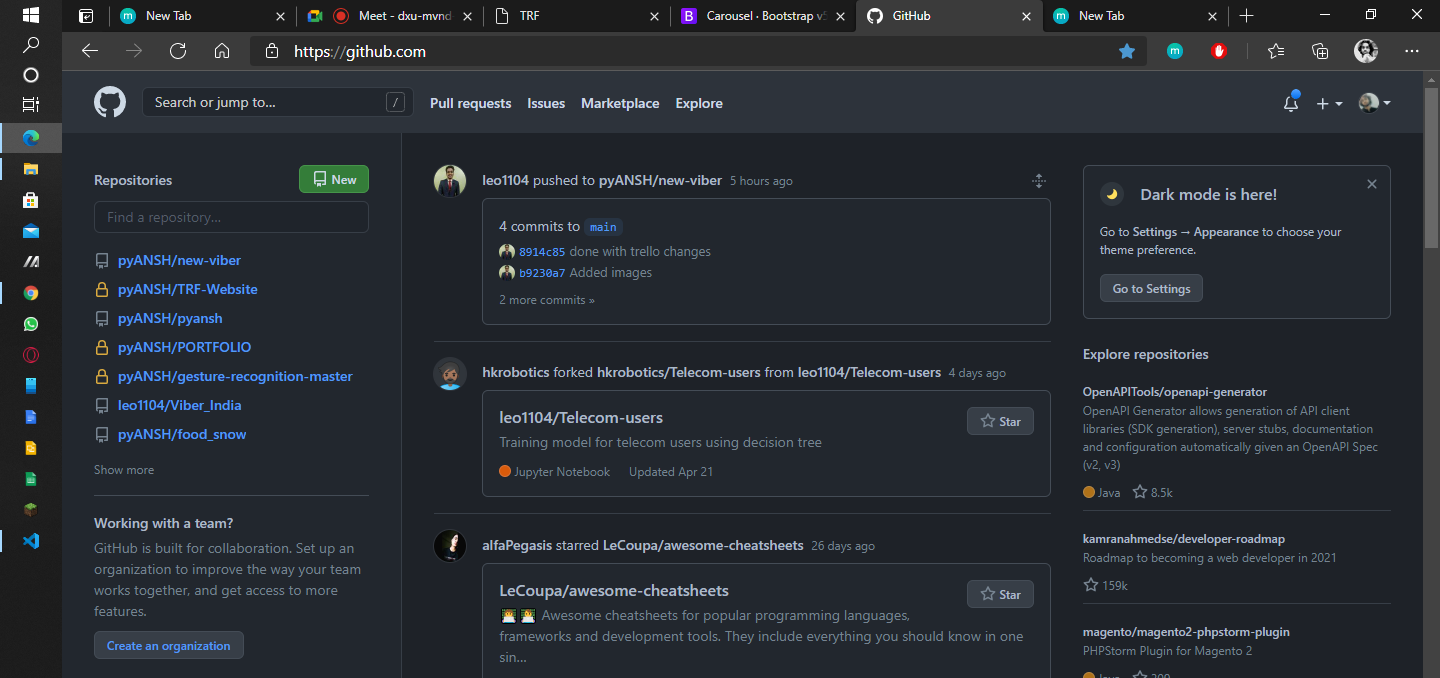 New Tab
Meet - dxu-mvnd
TRF
Carousel · Bootstrap v5
GitHub
New Tab
https://github.com
Search or jump to...
/
Pull requests
Issues
Marketplace
Explore
Repositories
New
Find a repository...
pyANSH/new-viber
pyANSH/TRF-Website
pyANSH/pyansh
pyANSH/PORTFOLIO
pyANSH/gesture-recognition-master
leo1104/Viber_India
pyANSH/food_snow
Show more
Working with a team?
GitHub is built for collaboration. Set up an
organization to improve the way your team
works together, and get access to more
features.
Create an organization
leo1104 pushed to pyANSH/new-viber 5 hours ago
4 commits to main
8914c85 done with trello changes
b9230a7 Added images
2 more commits »
hkrobotics forked hkrobotics/Telecom-users from leo1104/Telecom-users 4 days ago
leo1104/Telecom-users
Star
Training model for telecom users using decision tree
Jupyter Notebook Updated Apr 21
alfaPegasis starred LeCoupa/awesome-cheatsheets 26 days ago
LeCoupa/awesome-cheatsheets
Star
Awesome cheatsheets for popular programming languages,
frameworks and development tools. They include everything you should know in one
sin...
Dark mode is here!
Go to Settings → Appearance to choose your
theme preference.
Go to Settings
Explore repositories
OpenAPITools/openapi-generator
OpenAPI Generator allows generation of API client
libraries (SDK generation), server stubs, documentation
and configuration automatically given an OpenAPI Spec
(v2, v3)
Java 8.5k
kamranahmedse/developer-roadmap
Roadmap to becoming a web developer in 2021
159k
magento/magento2-phpstorm-plugin
PHPStorm Plugin for Magento 2
Java